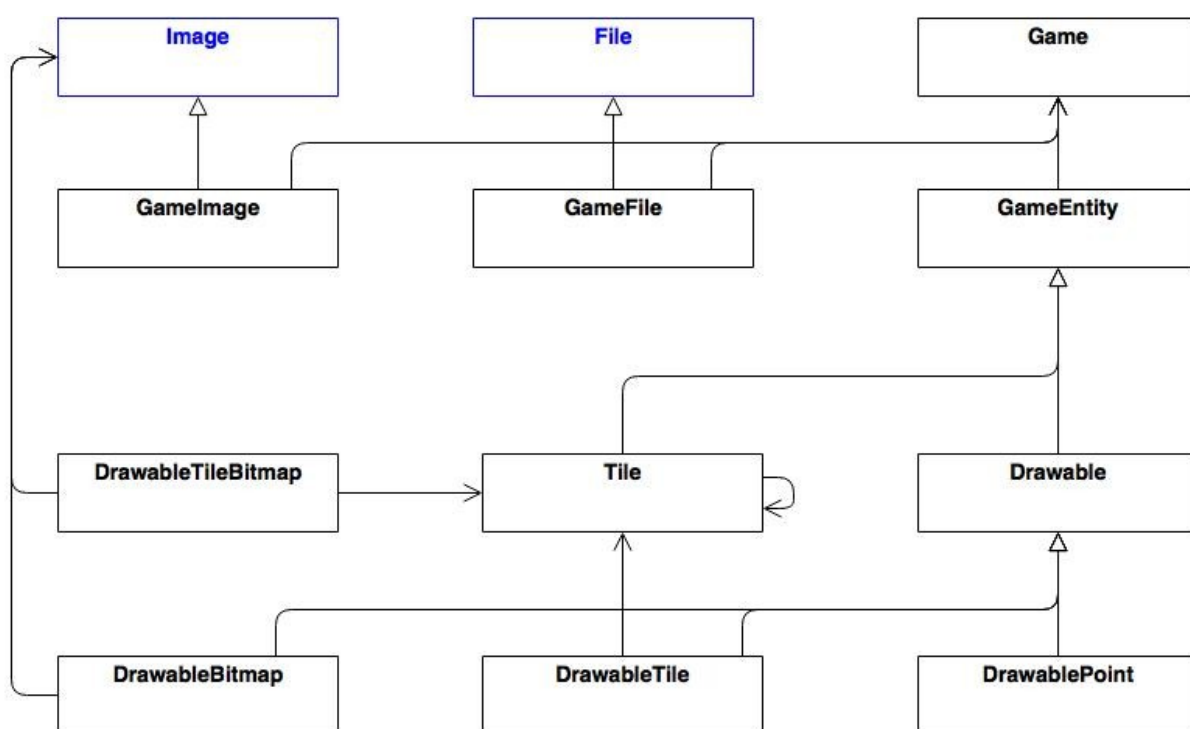 Image
File
Game
GameImage
GameFile
GameEntity
DrawableTileBitmap
Tile
Drawable
DrawableBitmap
DrawableTile
DrawablePoint